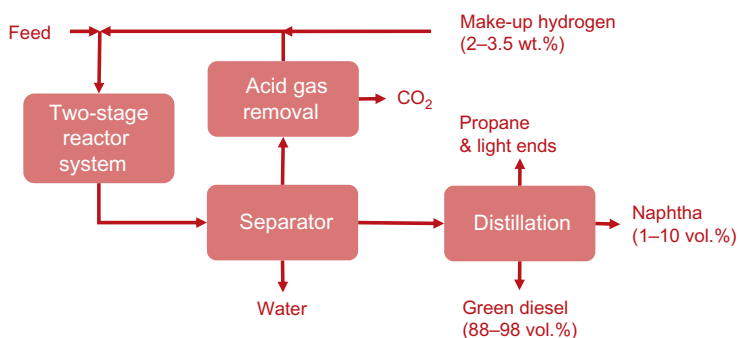 Feed
Make-up hydrogen
(2–3.5 wt.%)
Two-stage
reactor
system
Acid gas
removal
CO₂
Propane
& light ends
Separator
Distillation
Naphtha
(1–10 vol.%)
Water
Green diesel
(88–98 vol.%)